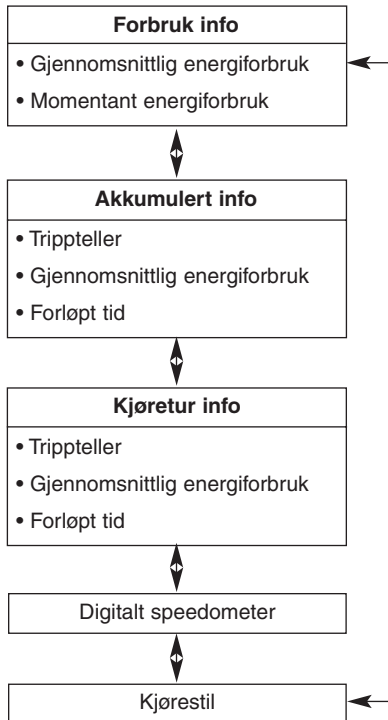 Forbruk info
• Gjennomsnittlig energiforbruk
• Momentant energiforbruk
Akkumulert info
• Trippteller
• Gjennomsnittlig energiforbruk
• Forløpt tid
Kjøretur info
• Trippteller
• Gjennomsnittlig energiforbruk
• Forløpt tid
Digitalt speedometer
Kjørestil